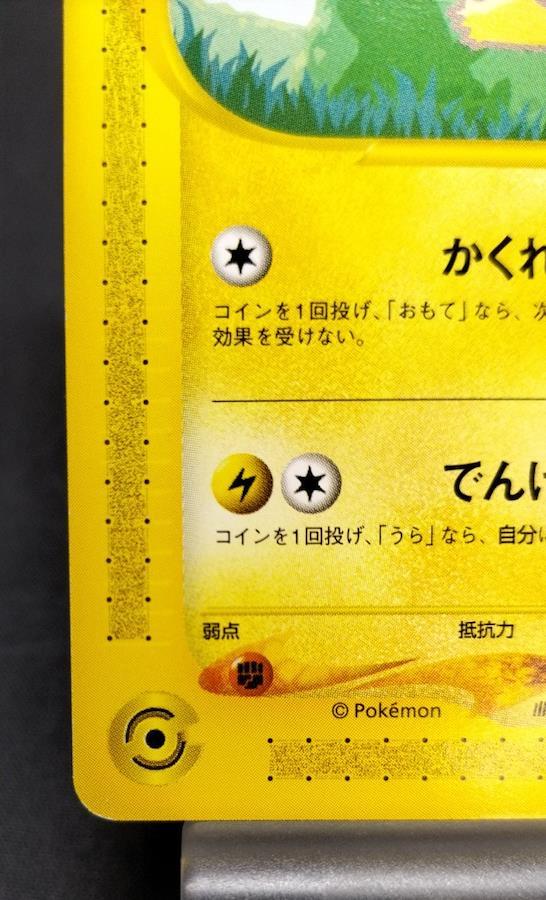 かくれ
コインを1回投げ、「おもて」なら、次
効果を受けない。
でんげ
コインを1回投げ、「うら」なら、自分に
弱点 抵抗力
© Pokémon